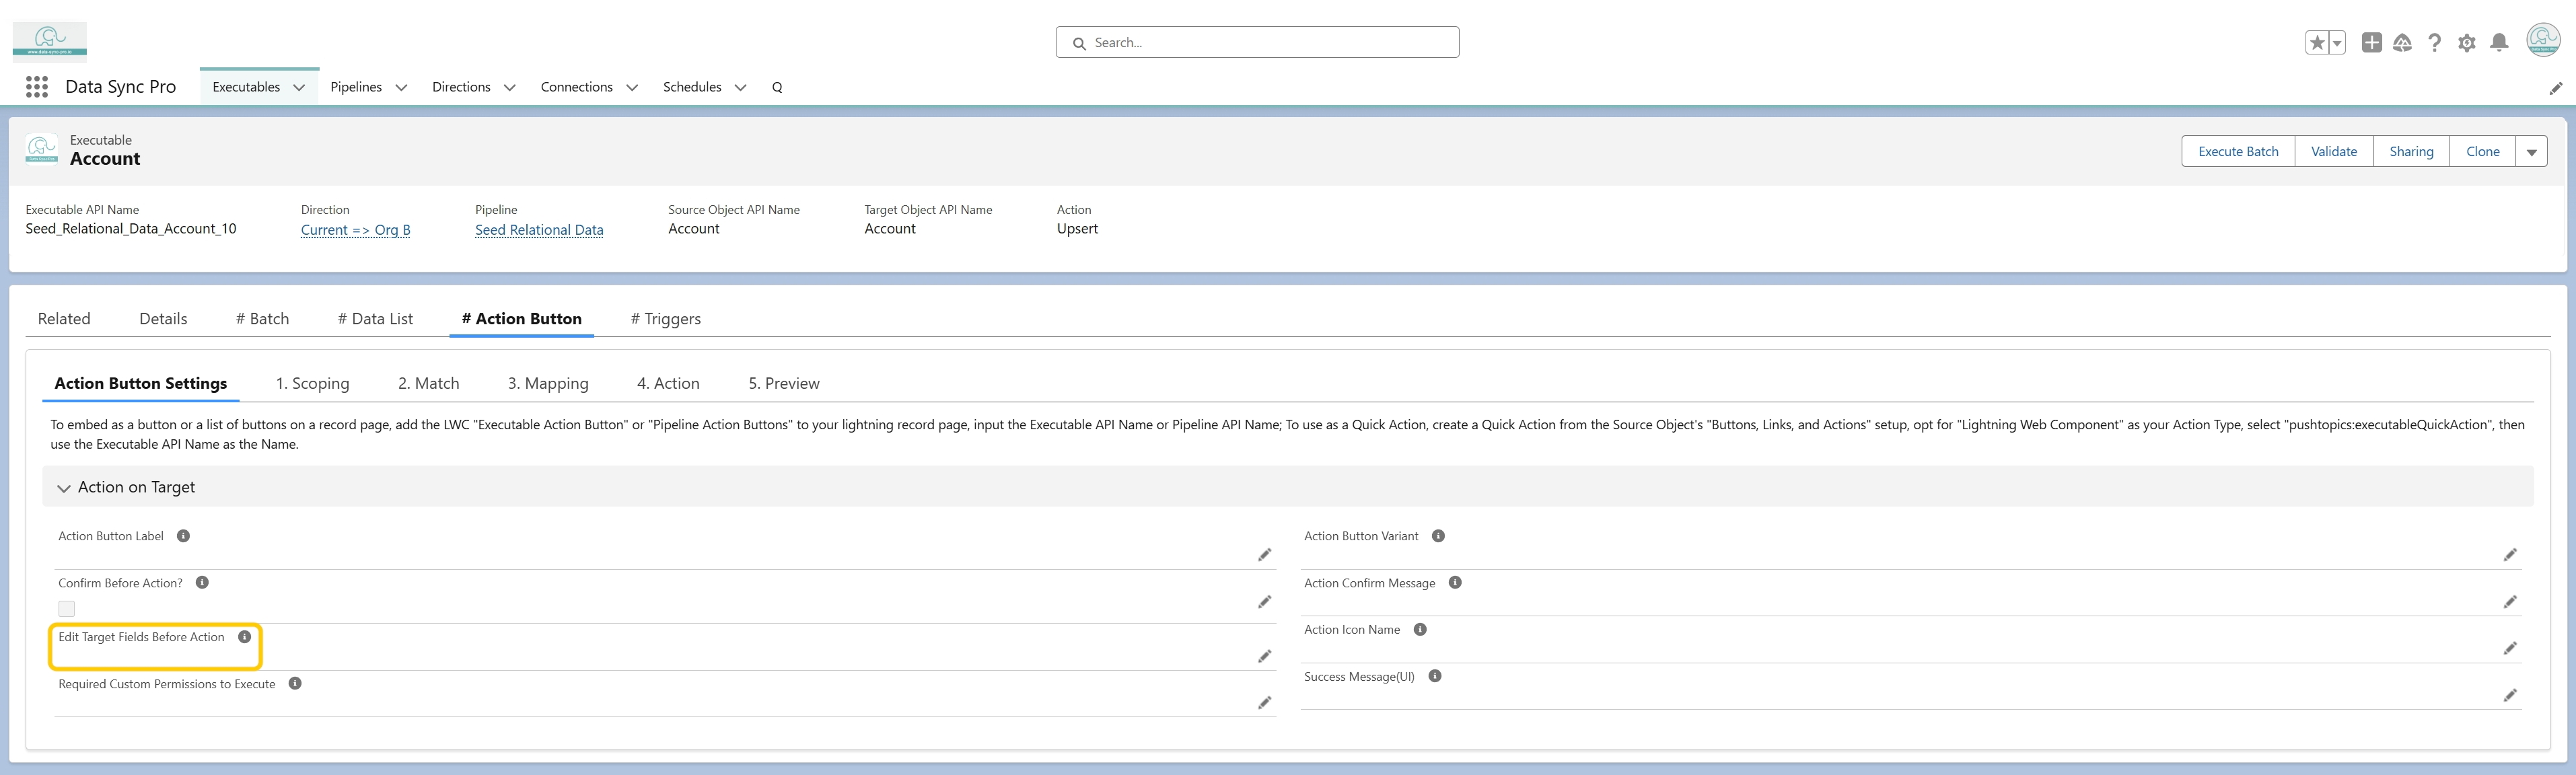 www.data-sync-pro.io
Search...
Data Sync Pro
Executables
Pipelines
Directions
Connections
Schedules
Q
Executable
Account
Execute Batch
Validate
Sharing
Clone
Executable API Name
Seed_Relational_Data_Account_10
Direction
Current => Org B
Pipeline
Seed Relational Data
Source Object API Name
Account
Target Object API Name
Account
Action
Upsert
Related
Details
# Batch
# Data List
# Action Button
# Triggers
Action Button Settings
1. Scoping
2. Match
3. Mapping
4. Action
5. Preview
To embed as a button or a list of buttons on a record page, add the LWC "Executable Action Button" or "Pipeline Action Buttons" to your lightning record page, input the Executable API Name or Pipeline API Name; To use as a Quick Action, create a Quick Action from the Source Object's "Buttons, Links, and Actions" setup, opt for "Lightning Web Component" as your Action Type, select "pushtopics:executableQuickAction", then
use the Executable API Name as the Name.
Action on Target
Action Button Label
Action Button Variant
Confirm Before Action?
Action Confirm Message
Edit Target Fields Before Action
Action Icon Name
Required Custom Permissions to Execute
Success Message(UI)